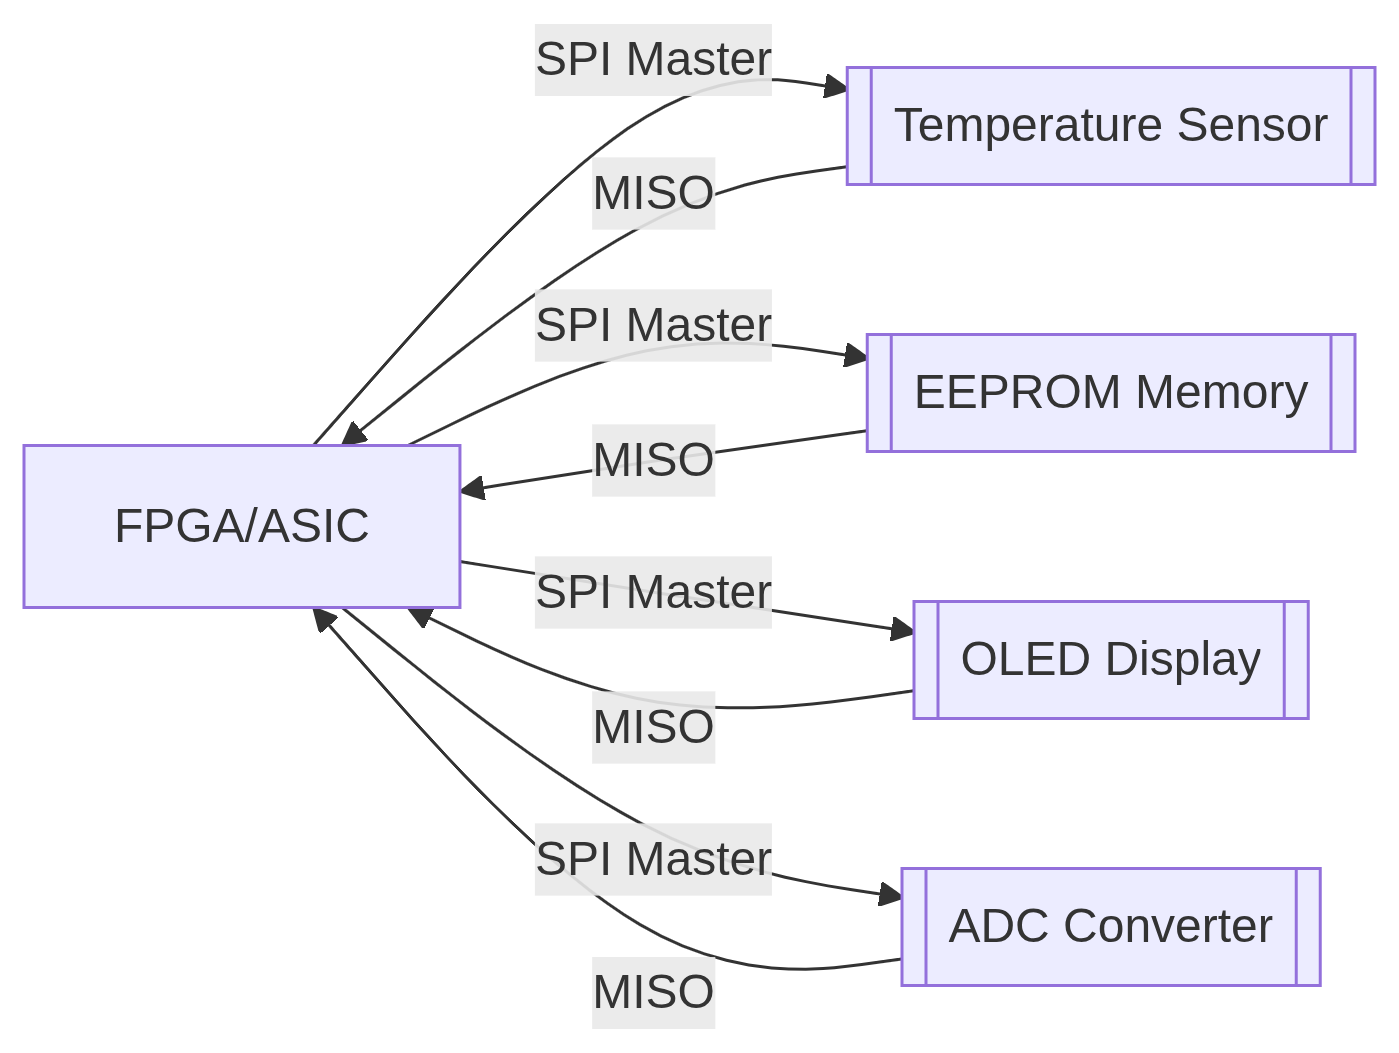 SPI Master
Temperature Sensor
MISO
SPI Master
EEPROM Memory
MISO
FPGA/ASIC
SPI Master
OLED Display
MISO
SPI Master
ADC Converter
MISO